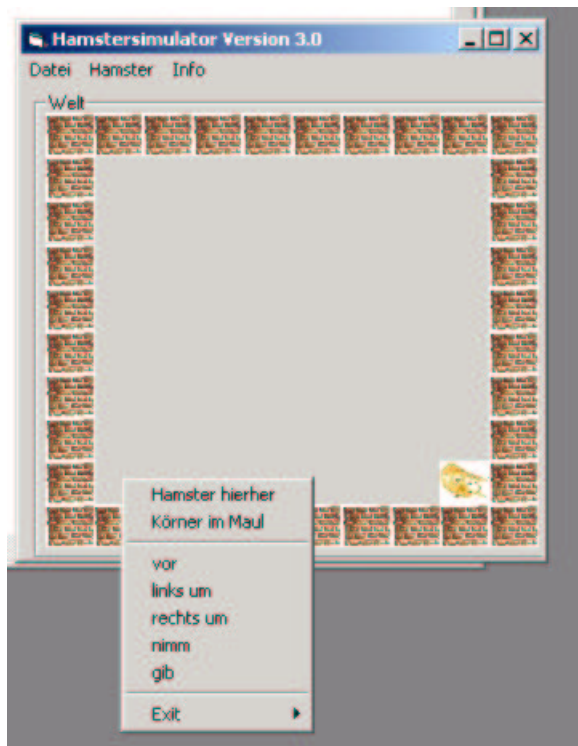 Hamstersimulator Version 3.0
Datei Hamster Info
Welt
Hamster hierher
Körner im Maul
vor
links um
rechts um
nimm
gib
Exit